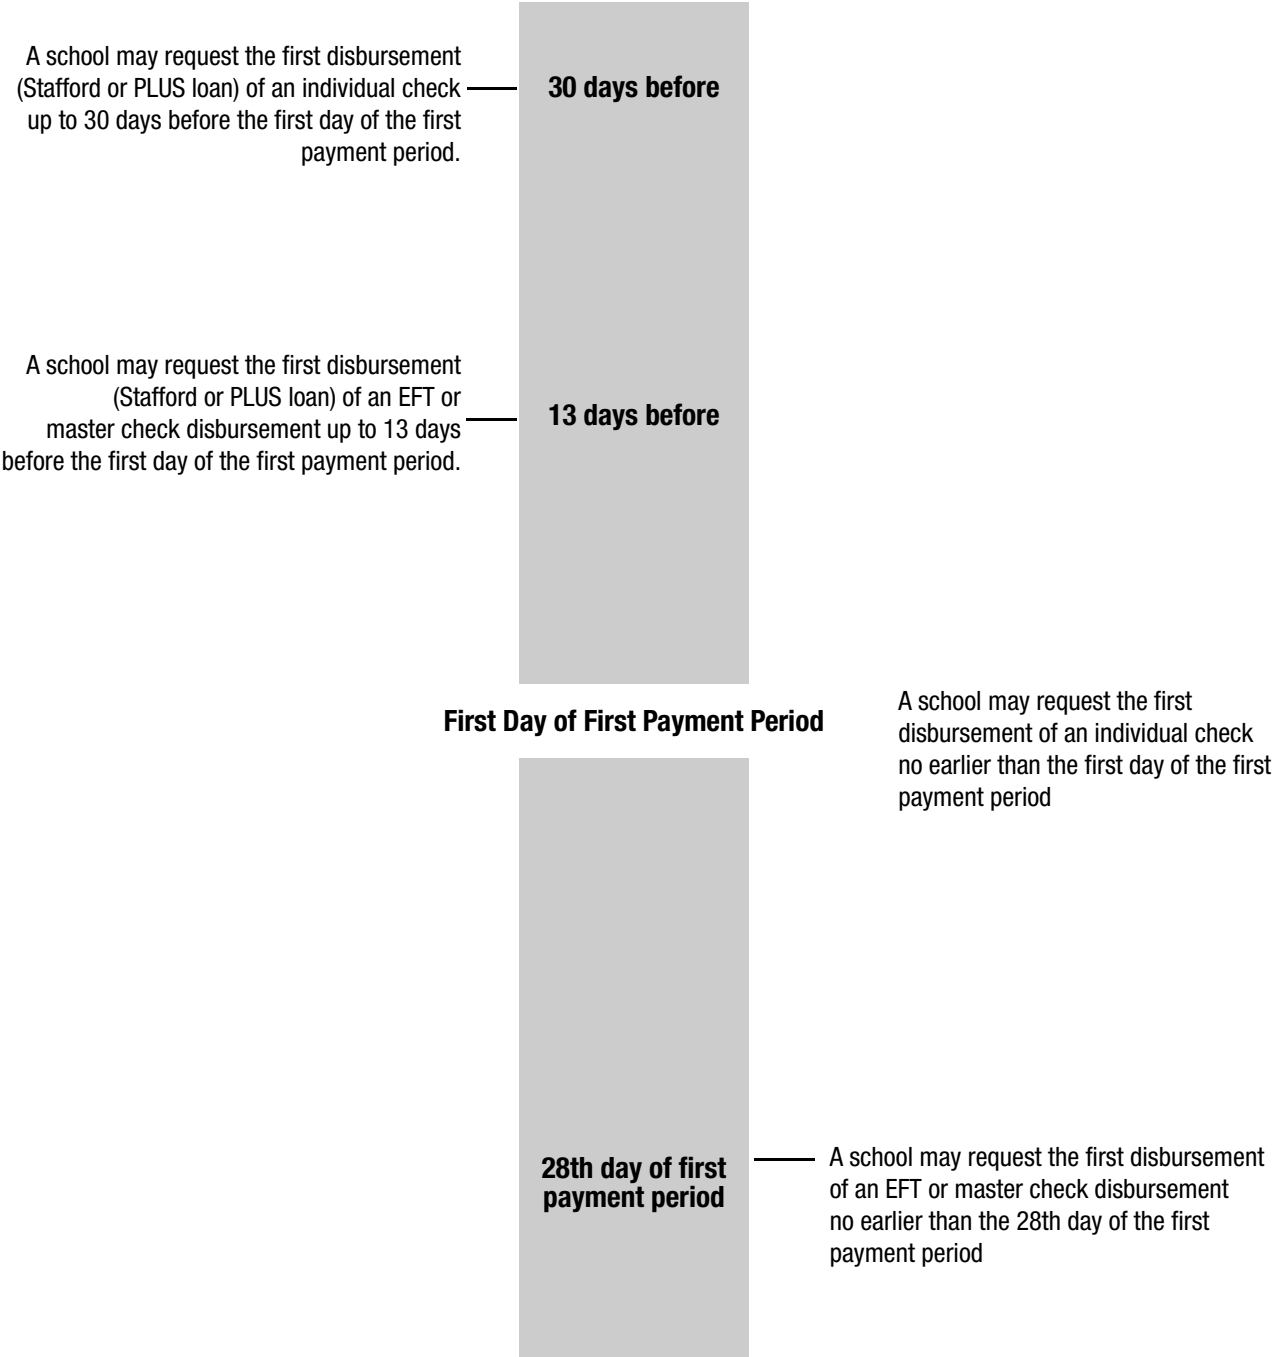 A school may request the first disbursement
(Stafford or PLUS loan) of an individual check
up to 30 days before the first day of the first
payment period.
30 days before
A school may request the first disbursement
(Stafford or PLUS loan) of an EFT or
master check disbursement up to 13 days
before the first day of the first payment period.
13 days before
First Day of First Payment Period
A school may request the first
disbursement of an individual check
no earlier than the first day of the first
payment period
28th day of first
payment period
A school may request the first disbursement
of an EFT or master check disbursement
no earlier than the 28th day of the first
payment period